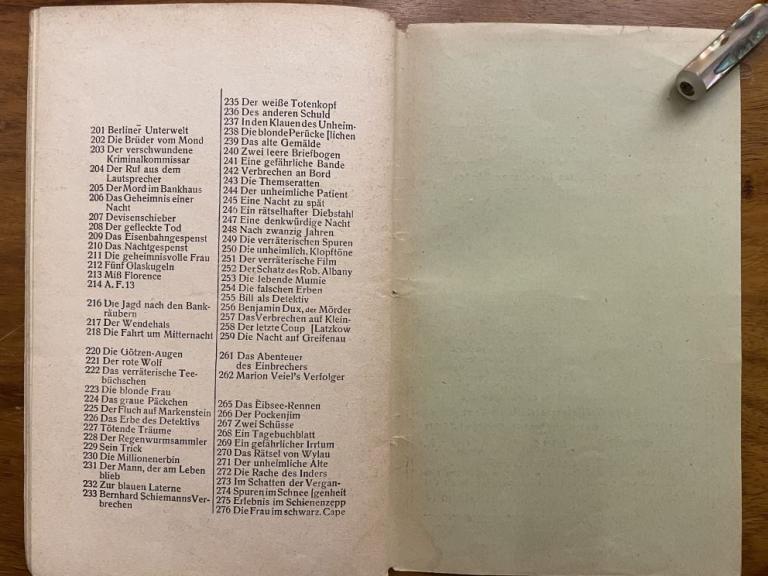 201 Berliner Unterwelt
202 Die Brüder vom Mond
203 Der verschwundene
Kriminalkommissar
204 Der Ruf aus dem
Lautsprecher
205 Der Mord im Bankhaus
206 Das Geheimnis einer
Nacht
207 Devisenschieber
208 Der gefleckte Tod
209 Das Eisenbahngespenst
210 Das Nachtgespenst
211 Die geheimnisvolle Frau
212 Fünf Glaskugeln
213 Miß Florence
214 A. F. 13
216 Die Jagd nach den Bank-
räubern
217 Der Wendehals
218 Die Fahrt um Mitternacht
220 Die Götzen-Augen
221 Der rote Wolf
222 Das verräterische Tee-
büchschen
223 Die blonde Frau
224 Das graue Päckchen
225 Der Fluch auf Markenstein
226 Das Erbe des Detektivs
227 Tötende Träume
228 Der Regenwurmsammler
229 Sein Trick
230 Die Millionenerbin
231 Der Mann, der am Leben
blieb
232 Zur blauen Laterne
233 Bernhard Schiemanns Ver-
brechen
235 Der weiße Totenkopf
236 Des anderen Schuld
237 In den Klauen des Unheim-
238 Die blonde Perücke [lichen
239 Das alte Gemälde
240 Zwei leere Briefbogen
241 Eine gefährliche Bande
242 Verbrechen an Bord
243 Die Themseratten
244 Der unheimliche Patient
245 Eine Nacht zu spät
246 Ein rätselhafter Diebstahl
247 Eine denkwürdige Nacht
248 Nach zwanzig Jahren
249 Die verräterischen Spuren
250 Die unheimlich. Klopftöne
251 Der verräterische Film
252 Der Schatz des Rob. Albany
253 Die lebende Mumie
254 Die falschen Erben
255 Bill als Detektiv
256 Benjamin Dux, der Mörder
257 Das Verbrechen auf Klein-
258 Der letzte Coup [Latzkow
259 Die Nacht auf Greifenau
261 Das Abenteuer
des Einbrechers
262 Marion Veiel's Verfolger
265 Das Eibsee-Rennen
266 Der Pockenjim
267 Zwei Schüsse
268 Ein Tagebuchblatt
269 Ein gefährlicher Irrtum
270 Das Rätsel von Wylau
271 Der unheimliche Alte
272 Die Rache des Inders
273 Im Schatten der Vergan-
274 Spuren im Schnee [genheit
275 Erlebnis im Schienenzepp
276 Die Frau im schwarz. Cape